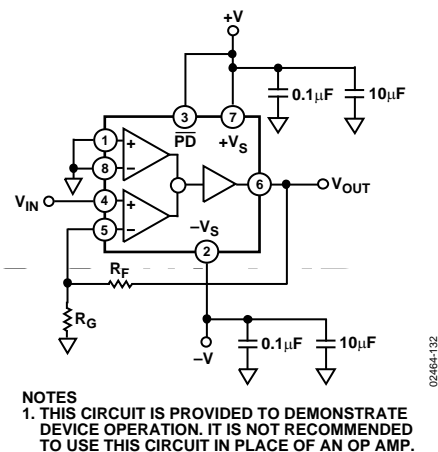 +V
0.1µF
10µF
3
7
PD
+VS
1
+
8
–
VIN
4
+
5
–
6
VOUT
–VS
2
RF
RG
–V
0.1µF
10µF
02464-132
NOTES
1. THIS CIRCUIT IS PROVIDED TO DEMONSTRATE
DEVICE OPERATION. IT IS NOT RECOMMENDED
TO USE THIS CIRCUIT IN PLACE OF AN OP AMP.